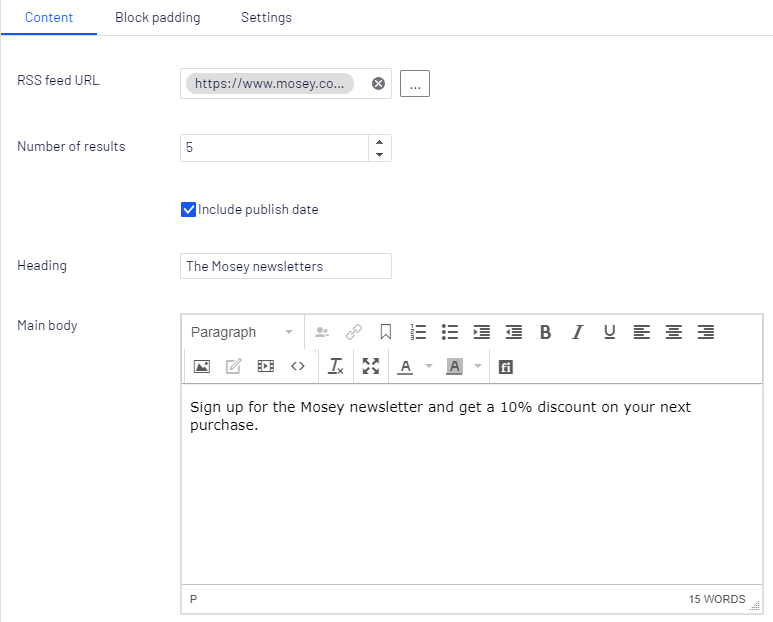 Content Block padding Settings
RSS feed URL https://www.mosey.co... ...
Number of results 5
Include publish date
Heading The Mosey newsletters
Main body
Paragraph
Sign up for the Mosey newsletter and get a 10% discount on your next
purchase.
P 15 WORDS